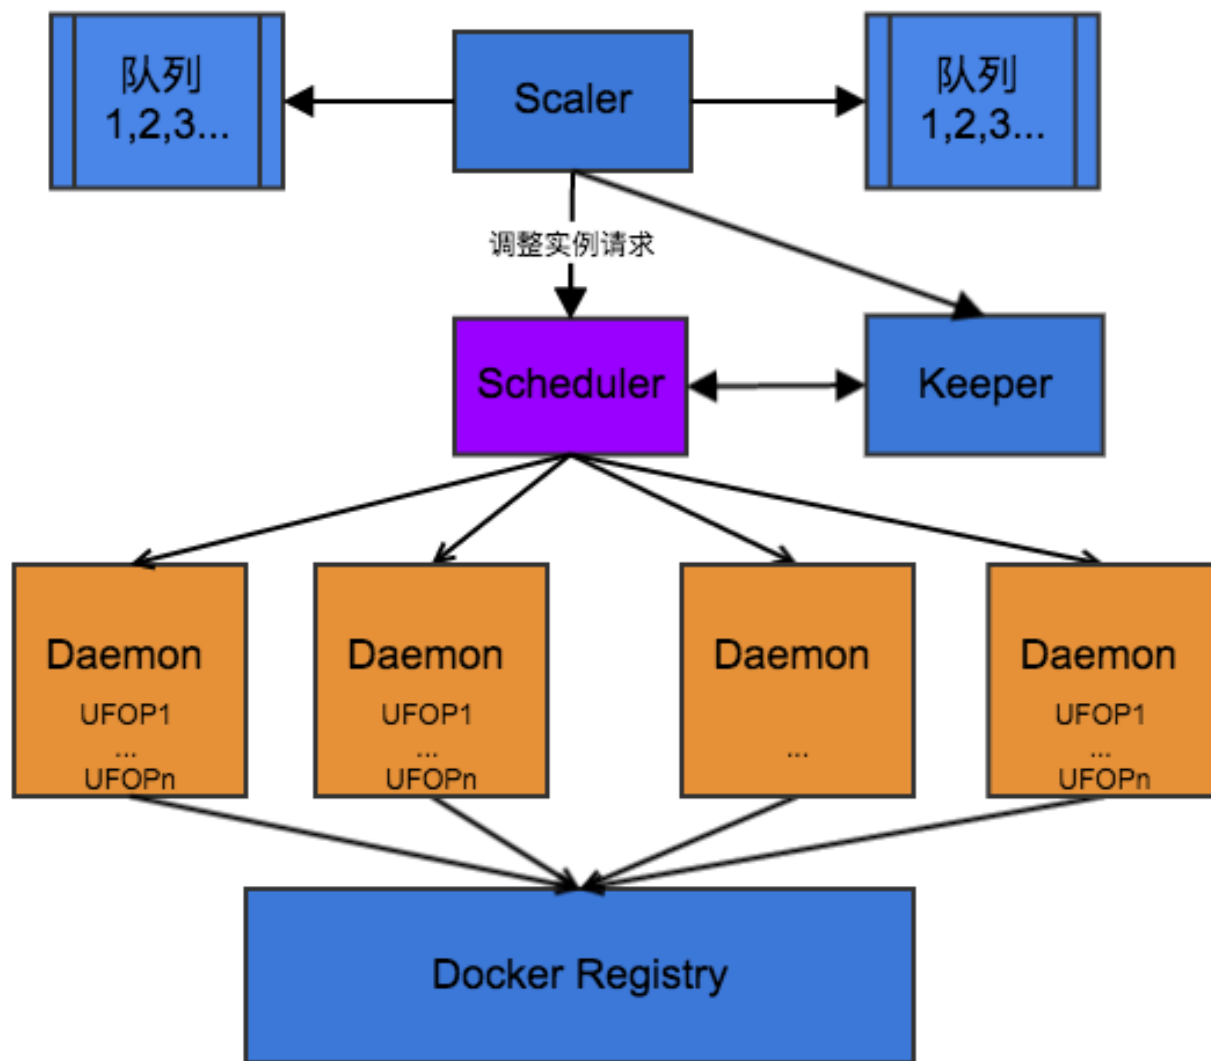 队列
1,2,3...
Scaler
队列
1,2,3...
调整实例请求
Scheduler
Keeper
Daemon
UFOP1
...
UFOPn
Daemon
UFOP1
...
UFOPn
Daemon
...
Daemon
UFOP1
...
UFOPn
Docker Registry